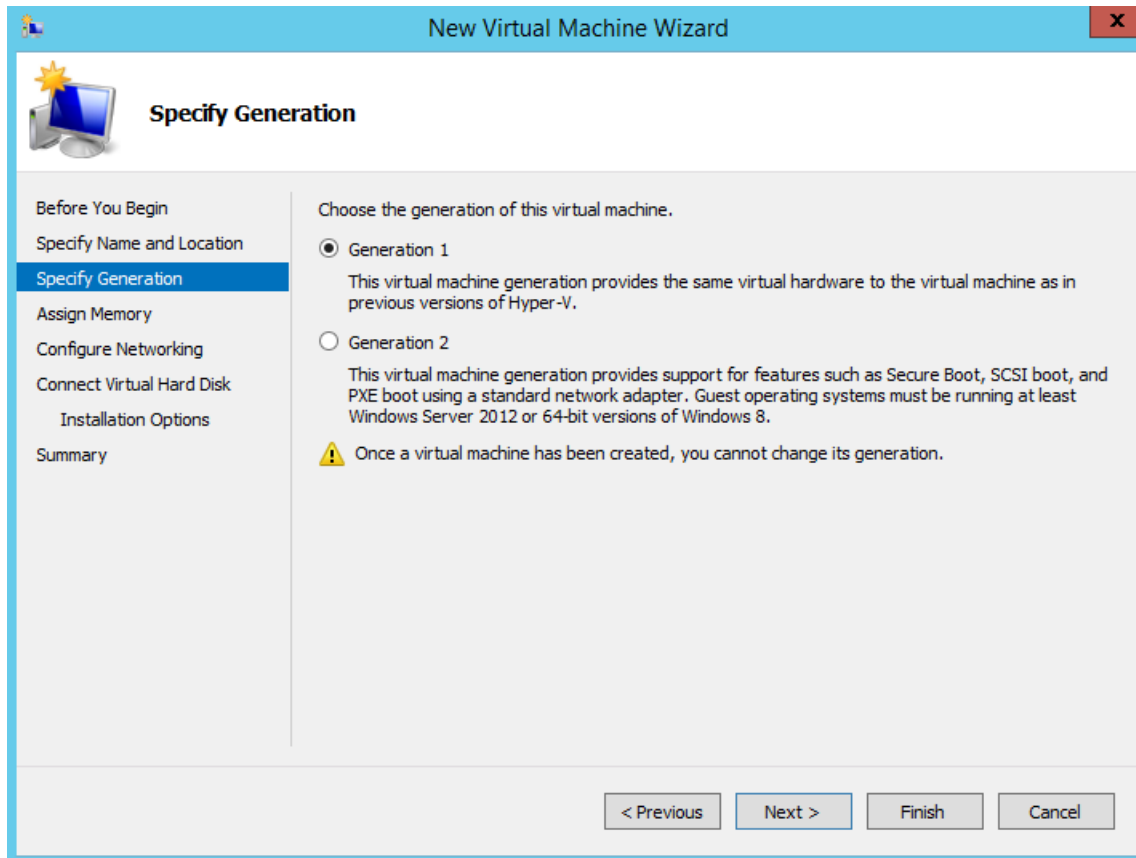 New Virtual Machine Wizard
x
Specify Generation
Before You Begin
Specify Name and Location
Specify Generation
Assign Memory
Configure Networking
Connect Virtual Hard Disk
Installation Options
Summary
Choose the generation of this virtual machine.
Generation 1
This virtual machine generation provides the same virtual hardware to the virtual machine as in
previous versions of Hyper-V.
Generation 2
This virtual machine generation provides support for features such as Secure Boot, SCSI boot, and
PXE boot using a standard network adapter. Guest operating systems must be running at least
Windows Server 2012 or 64-bit versions of Windows 8.
Once a virtual machine has been created, you cannot change its generation.
< Previous
Next >
Finish
Cancel